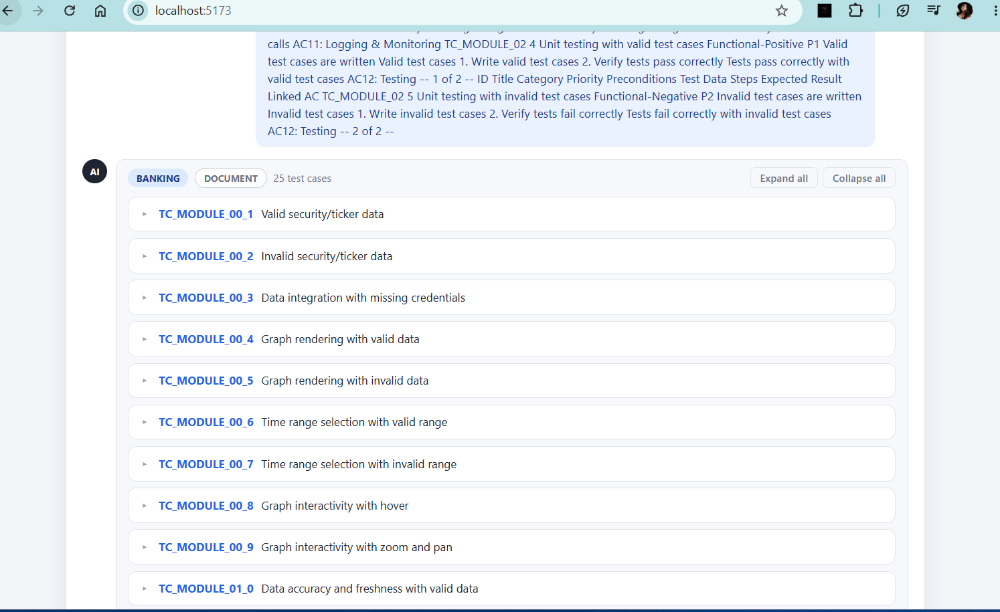 localhost:5173
calls AC11: Logging & Monitoring TC_MODULE_02 4 Unit testing with valid test cases Functional-Positive P1 Valid
test cases are written Valid test cases 1. Write valid test cases 2. Verify tests pass correctly Tests pass correctly with
valid test cases AC12: Testing -- 1 of 2 -- ID Title Category Priority Preconditions Test Data Steps Expected Result
Linked AC TC_MODULE_02 5 Unit testing with invalid test cases Functional-Negative P2 Invalid test cases are written
Invalid test cases 1. Write invalid test cases 2. Verify tests fail correctly Tests fail correctly with invalid test cases
AC12: Testing -- 2 of 2 --
AI
BANKING DOCUMENT 25 test cases Expand all Collapse all
TC_MODULE_00_1 Valid security/ticker data
TC_MODULE_00_2 Invalid security/ticker data
TC_MODULE_00_3 Data integration with missing credentials
TC_MODULE_00_4 Graph rendering with valid data
TC_MODULE_00_5 Graph rendering with invalid data
TC_MODULE_00_6 Time range selection with valid range
TC_MODULE_00_7 Time range selection with invalid range
TC_MODULE_00_8 Graph interactivity with hover
TC_MODULE_00_9 Graph interactivity with zoom and pan
TC_MODULE_01_0 Data accuracy and freshness with valid data